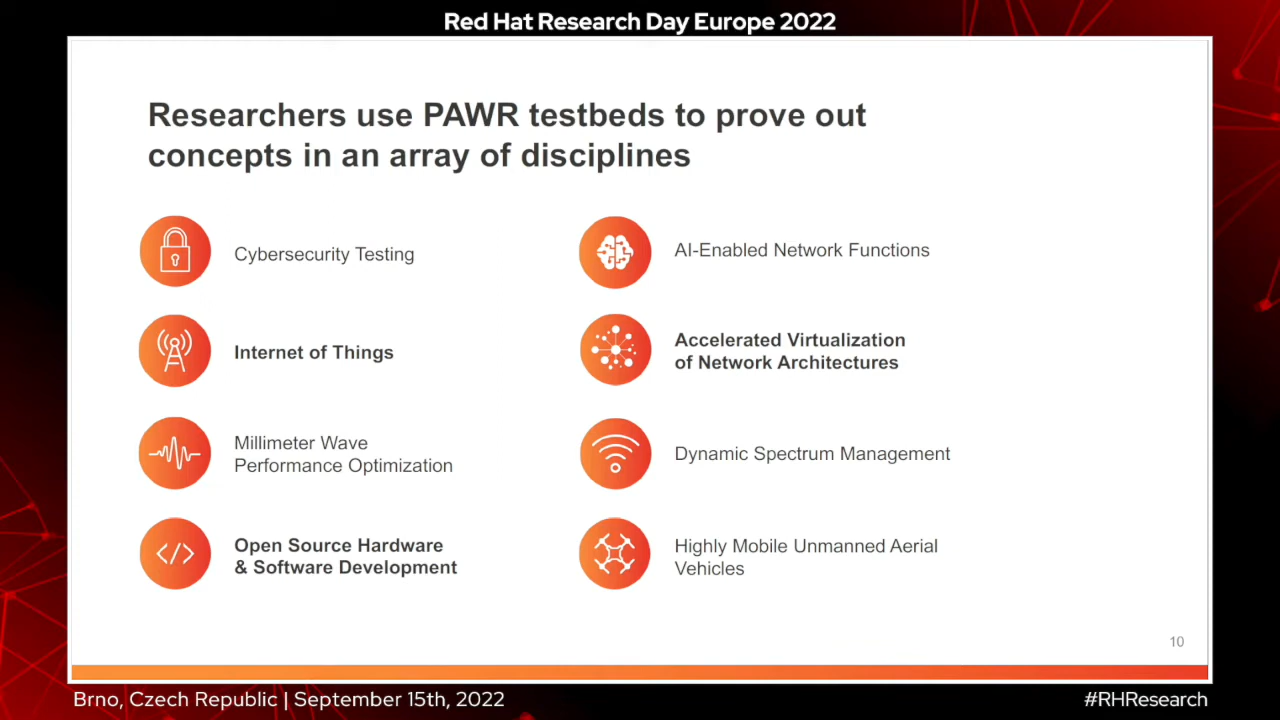 Red Hat Research Day Europe 2022
Researchers use PAWR testbeds to prove out
concepts in an array of disciplines
Cybersecurity Testing
AI-Enabled Network Functions
Internet of Things
Accelerated Virtualization
of Network Architectures
Millimeter Wave
Performance Optimization
Dynamic Spectrum Management
Open Source Hardware
& Software Development
Highly Mobile Unmanned Aerial
Vehicles
10
Brno, Czech Republic | September 15th, 2022
#RHResearch